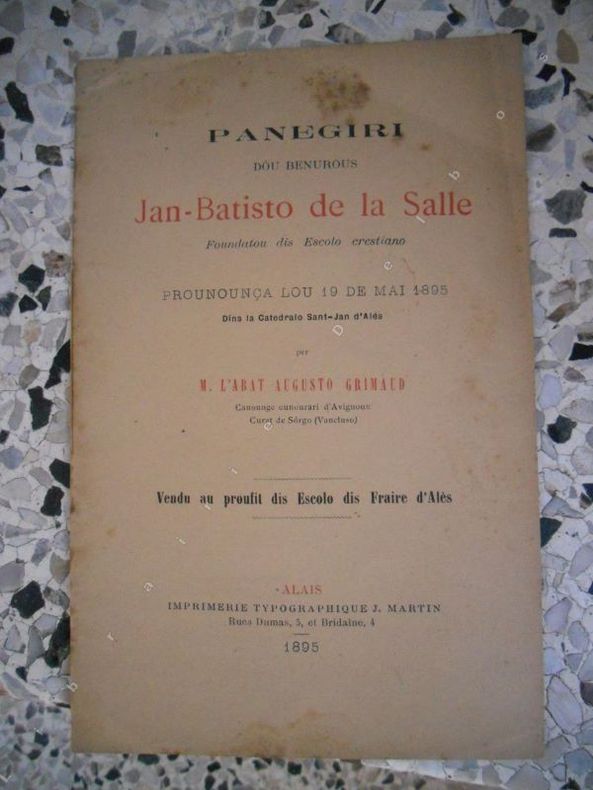 PANEGIRI
DÓU BENUROUS
Jan-Batisto de la Salle
Foundatou dis Escolo crestiano
PROUNOUNÇA LOU 19 DE MAI 1895
Dins la Catedralo Sant-Jan d'Alès
per
M. L'ABAT AUGUSTO GRIMAUD
Canounge ounouràri d'Avignoun
Curat de Sorgo (Vaucluso)
Vendu au proufit dis Escolo dis Fraire d'Alès
ALAIS
IMPRIMERIE TYPOGRAPHIQUE J. MARTIN
Rues Dumas, 5, et Bridaine, 4
1895